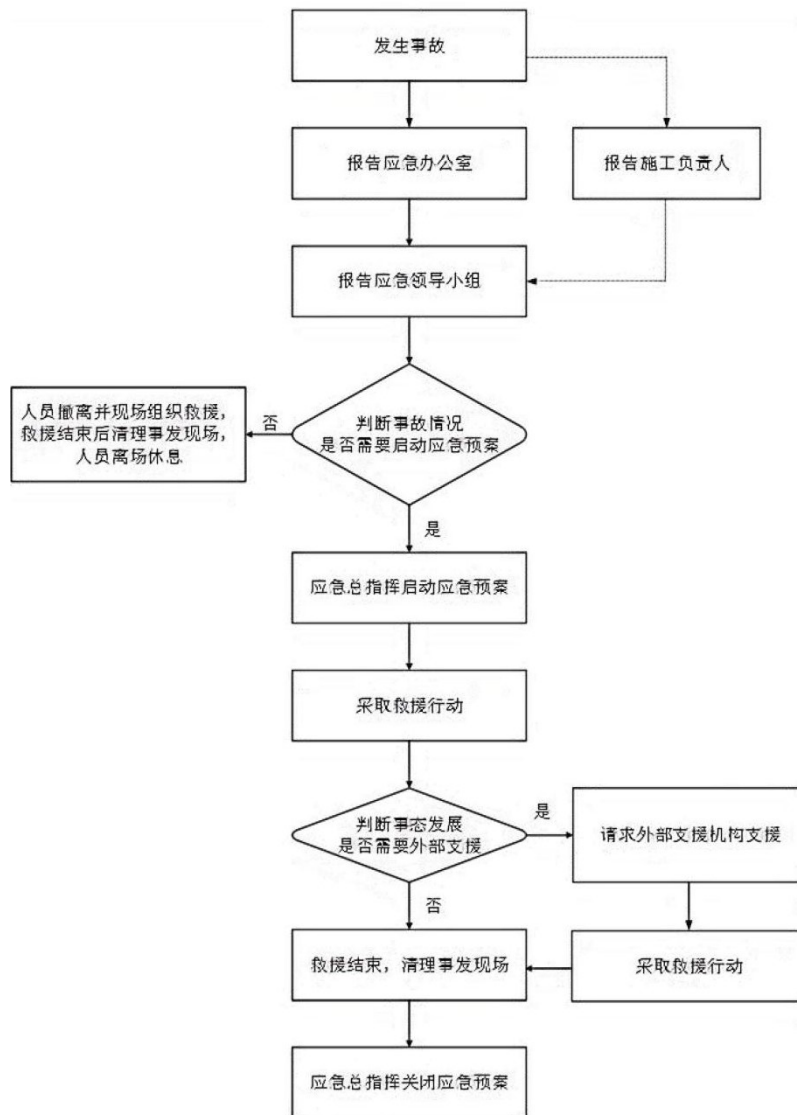 发生事故
报告应急办公室
报告施工负责人
报告应急领导小组
判断事故情况
是否需要启动应急预案
否
人员撤离并现场组织救援，
救援结束后清理事发现场，
人员离场休息
是
应急总指挥启动应急预案
采取救援行动
判断事态发展
是否需要外部支援
是
请求外部支援机构支援
否
救援结束，清理事发现场
采取救援行动
应急总指挥关闭应急预案